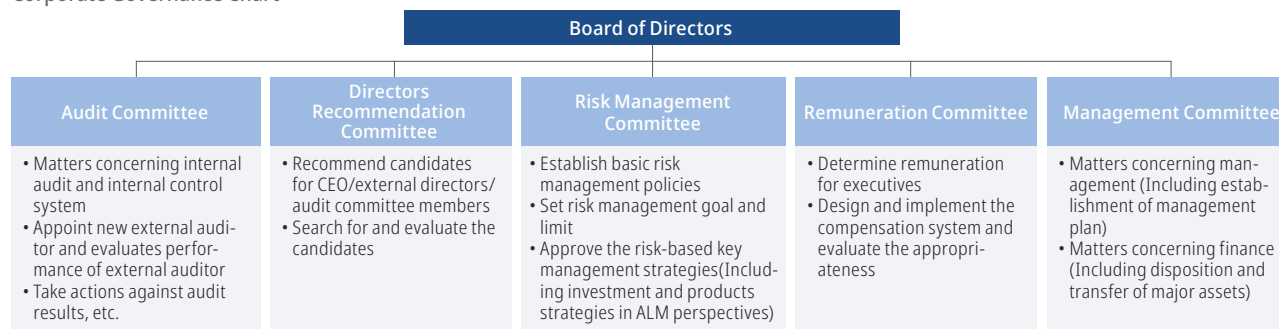 Corporate Governance Chart
Board of Directors
Audit Committee
• Matters concerning internal
audit and internal control
system
• Appoint new external audi-
tor and evaluates perfor-
mance of external auditor
• Take actions against audit
results, etc.
Directors
Recommendation
Committee
• Recommend candidates
for CEO/external directors/
audit committee members
• Search for and evaluate the
candidates
Risk Management
Committee
• Establish basic risk
management policies
• Set risk management goal and
limit
• Approve the risk-based key
management strategies(Includ-
ing investment and products
strategies in ALM perspectives)
Remuneration Committee
• Determine remuneration
for executives
• Design and implement the
compensation system and
evaluate the appropri-
ateness
Management Committee
• Matters concerning man-
agement (Including estab-
lishment of management
plan)
• Matters concerning finance
(Including disposition and
transfer of major assets)